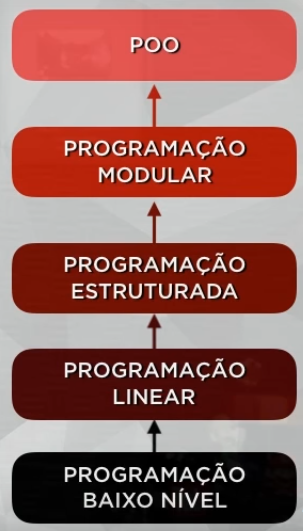 POO
PROGRAMAÇÃO
MODULAR
PROGRAMAÇÃO
ESTRUTURADA
PROGRAMAÇÃO
LINEAR
PROGRAMAÇÃO
BAIXO NÍVEL